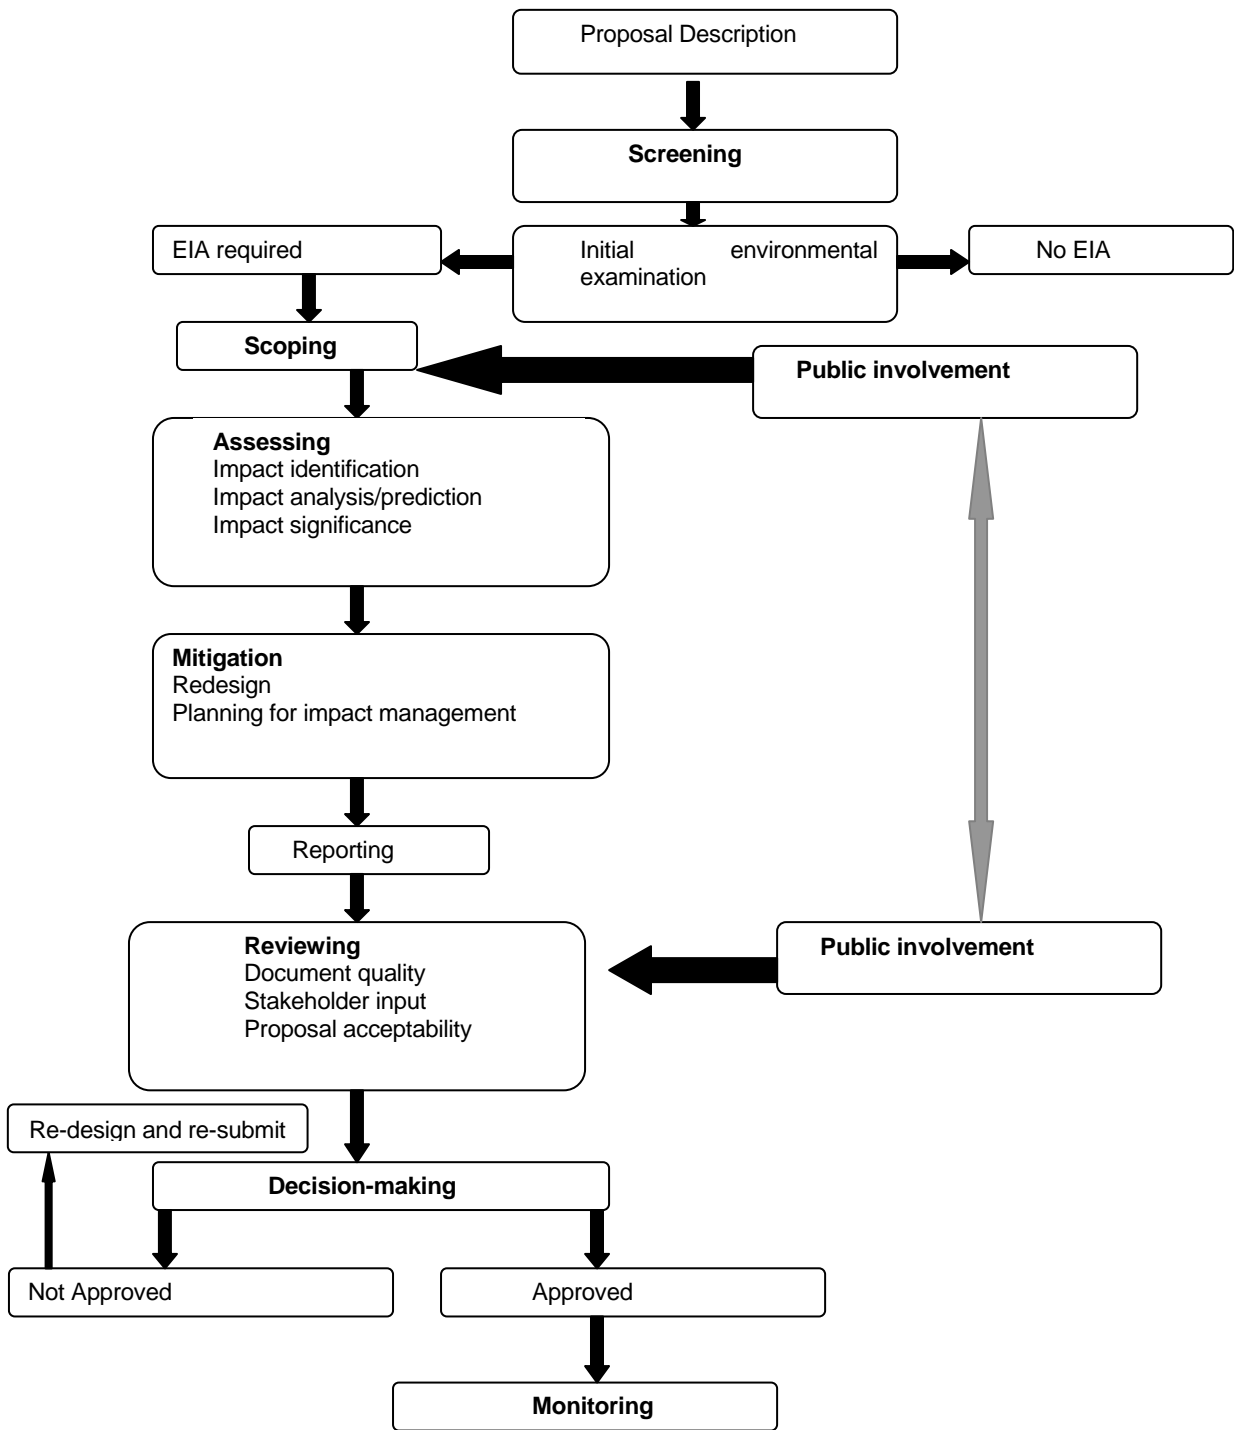 Proposal Description
Screening
EIA required
Initial environmental
examination
No EIA
Scoping
Public involvement
Assessing
Impact identification
Impact analysis/prediction
Impact significance
Mitigation
Redesign
Planning for impact management
Reporting
Reviewing
Document quality
Stakeholder input
Proposal acceptability
Public involvement
Re-design and re-submit
Decision-making
Not Approved
Approved
Monitoring